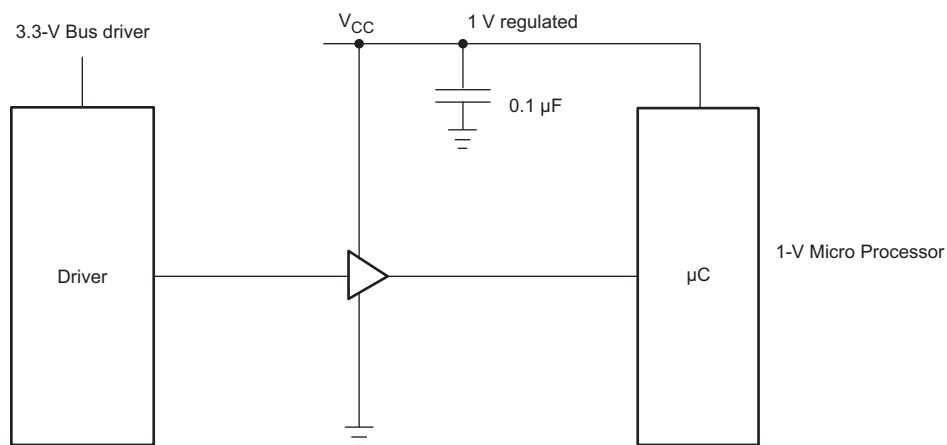 V_CC
1 V regulated
3.3-V Bus driver
0.1 µF
Driver
µC
1-V Micro Processor